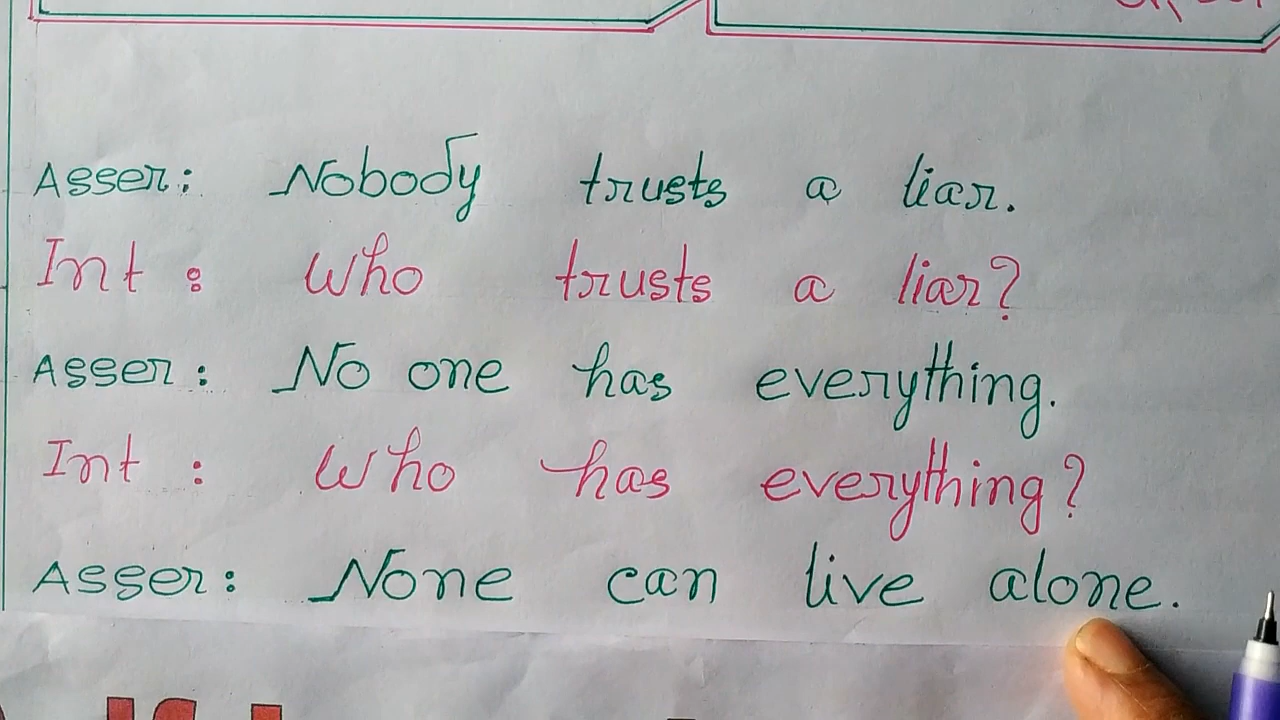 Asser: Nobody trusts a liar.
Int : Who trusts a liar?
Asser: No one has everything.
Int : Who has everything?
Asser: None can live alone.